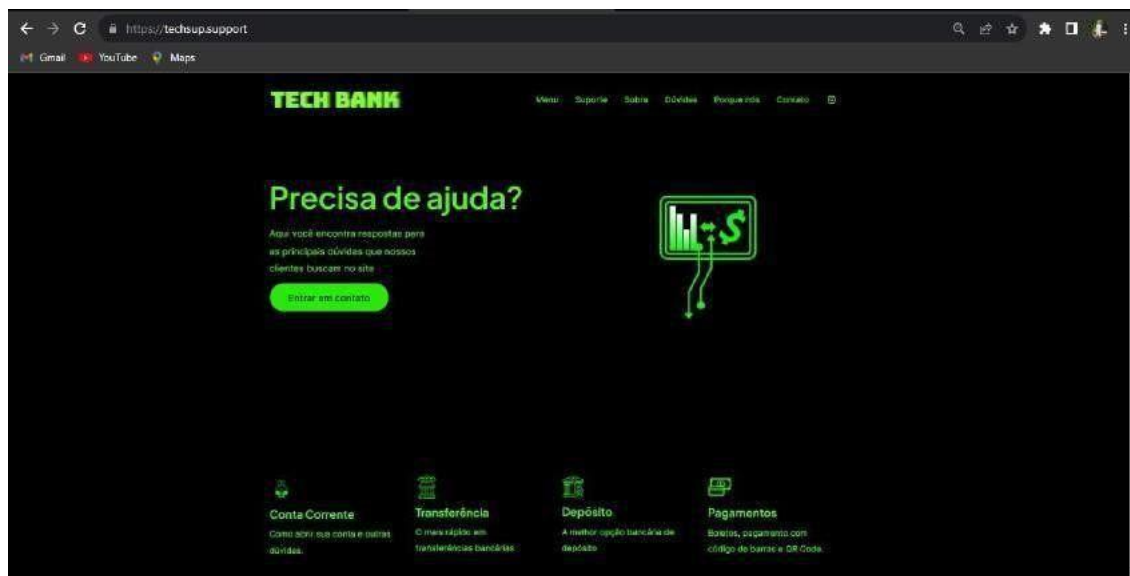 https://techsup.support
Gmail YouTube Maps
TECH BANK
Menu Suporte Sobre Dúvidas Porque nós Contato
Precisa de ajuda?
Aqui você encontra respostas para
as principais dúvidas que nossos
clientes buscam no site
Entrar em contato
Conta Corrente
Como abrir sua conta e outras
dúvidas.
Transferência
O mais rápido em
transferências bancárias
Depósito
A melhor opção bancária de
depósito
Pagamentos
Boletos, pagamento com
código de barras e QR Code.